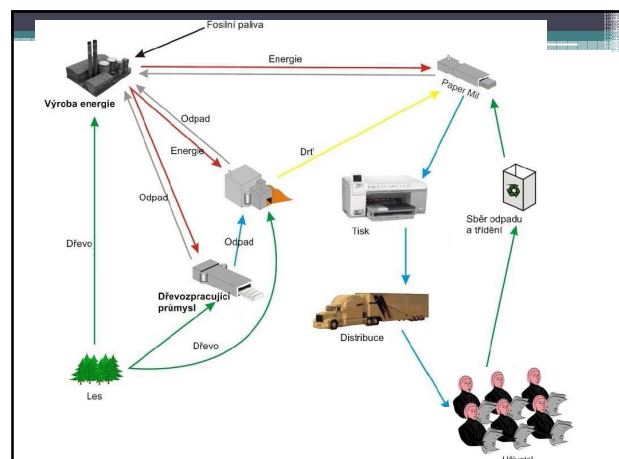 Fosilní paliva
Energie
Výroba energie
Paper Mil
Odpad
Energie
Drť
Odpad
Odpad
Sběr odpadu
a třídění
Tisk
Dřevo
Dřevozpracující
průmysl
Distribuce
Dřevo
Les